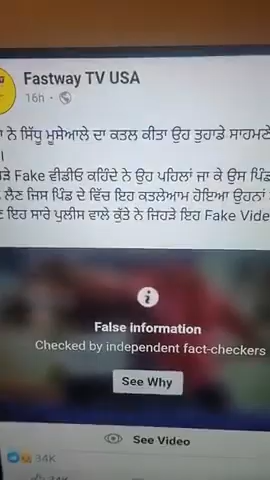 Fastway TV USA
16h
ਨੇ ਸਿੱਧੂ ਮੂਸੇਆਲੇ ਦਾ ਕਤਲ ਕੀਤਾ ਉਹ ਤੁਹਾਡੇ ਸਾਹਮਣੇ
।
Fake ਵੀਡੀਓ ਕਹਿੰਦੇ ਨੇ ਉਹ ਪਹਿਲਾਂ ਜਾ ਕੇ ਉਸ ਪਿੰਡ
ਲੈਣ ਜਿਸ ਪਿੰਡ ਦੇ ਵਿੱਚ ਇਹ ਕਤਲੇਆਮ ਹੋਇਆ ਉਹਨਾਂ
ਇਹ ਸਾਰੇ ਪੁਲੀਸ ਵਾਲੇ ਕੁੱਤੇ ਨੇ ਜਿਹੜੇ ਇਹ Fake Vide
False information
Checked by independent fact-checkers
See Why
See Video
34K